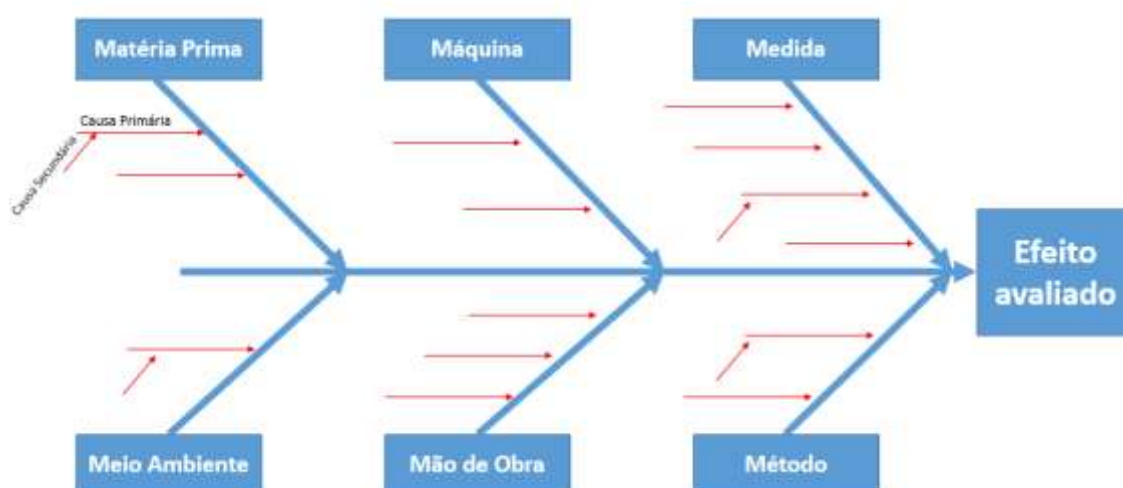 Matéria Prima
Máquina
Medida
Causa Primária
Causa Secundária
Efeito
avaliado
Meio Ambiente
Mão de Obra
Método